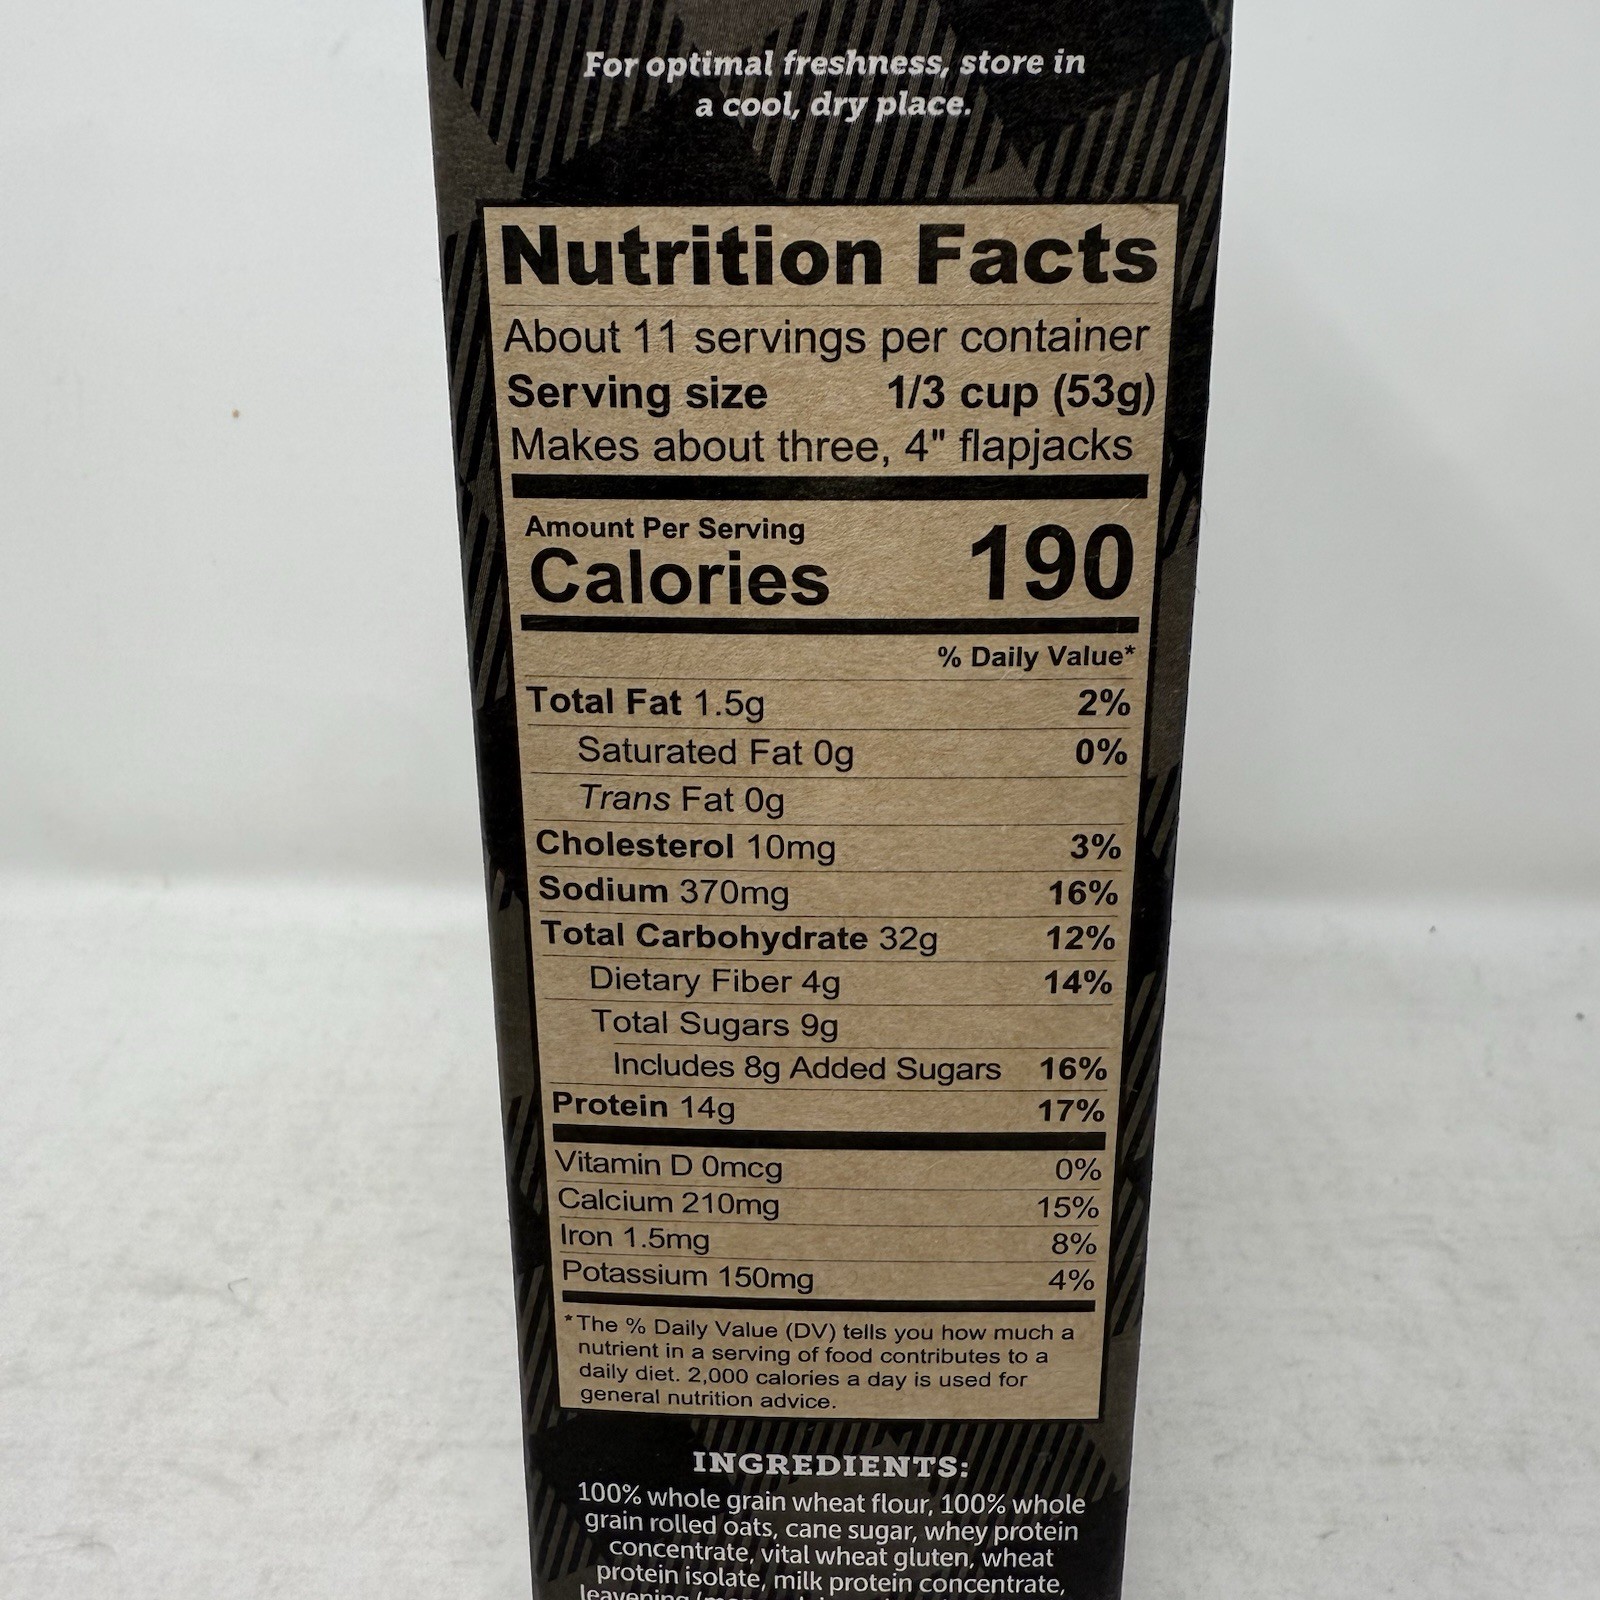 For optimal freshness, store in
a cool, dry place.
Nutrition Facts
About 11 servings per container
Serving size 1/3 cup (53g)
Makes about three, 4" flapjacks
Amount Per Serving
Calories 190
% Daily Value*
Total Fat 1.5g 2%
Saturated Fat 0g 0%
Trans Fat 0g
Cholesterol 10mg 3%
Sodium 370mg 16%
Total Carbohydrate 32g 12%
Dietary Fiber 4g 14%
Total Sugars 9g
Includes 8g Added Sugars 16%
Protein 14g 17%
Vitamin D 0mcg 0%
Calcium 210mg 15%
Iron 1.5mg 8%
Potassium 150mg 4%
*The % Daily Value (DV) tells you how much a
nutrient in a serving of food contributes to a
daily diet. 2,000 calories a day is used for
general nutrition advice.
INGREDIENTS:
100% whole grain wheat flour, 100% whole
grain rolled oats, cane sugar, whey protein
concentrate, vital wheat gluten, wheat
protein isolate, milk protein concentrate,
leavening